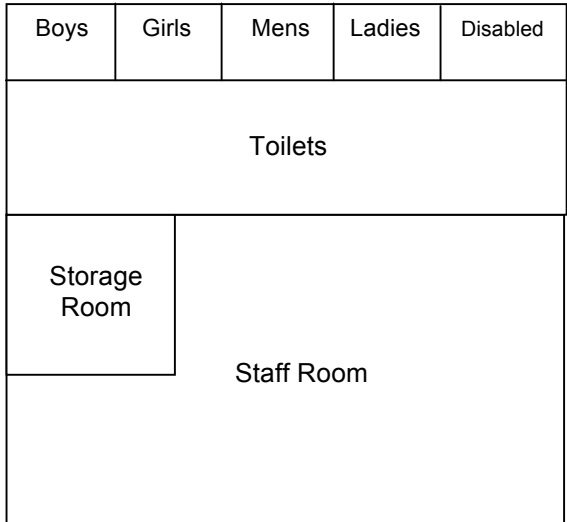 Boys Girls Mens Ladies Disabled
Toilets
Storage
Room
Staff Room